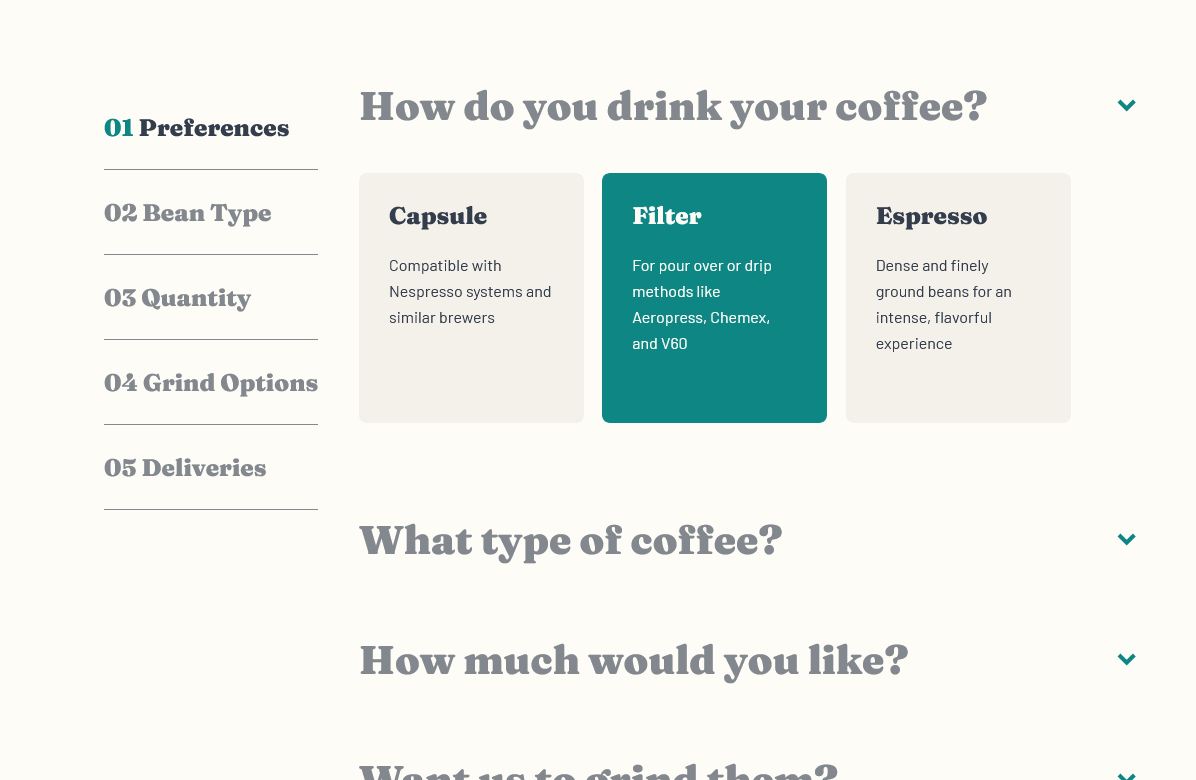 01 Preferences
02 Bean Type
03 Quantity
04 Grind Options
05 Deliveries
How do you drink your coffee?
Capsule
Compatible with
Nespresso systems and
similar brewers
Filter
For pour over or drip
methods like
Aeropress, Chemex,
and V60
Espresso
Dense and finely
ground beans for an
intense, flavorful
experience
What type of coffee?
How much would you like?
Want us to grind them?